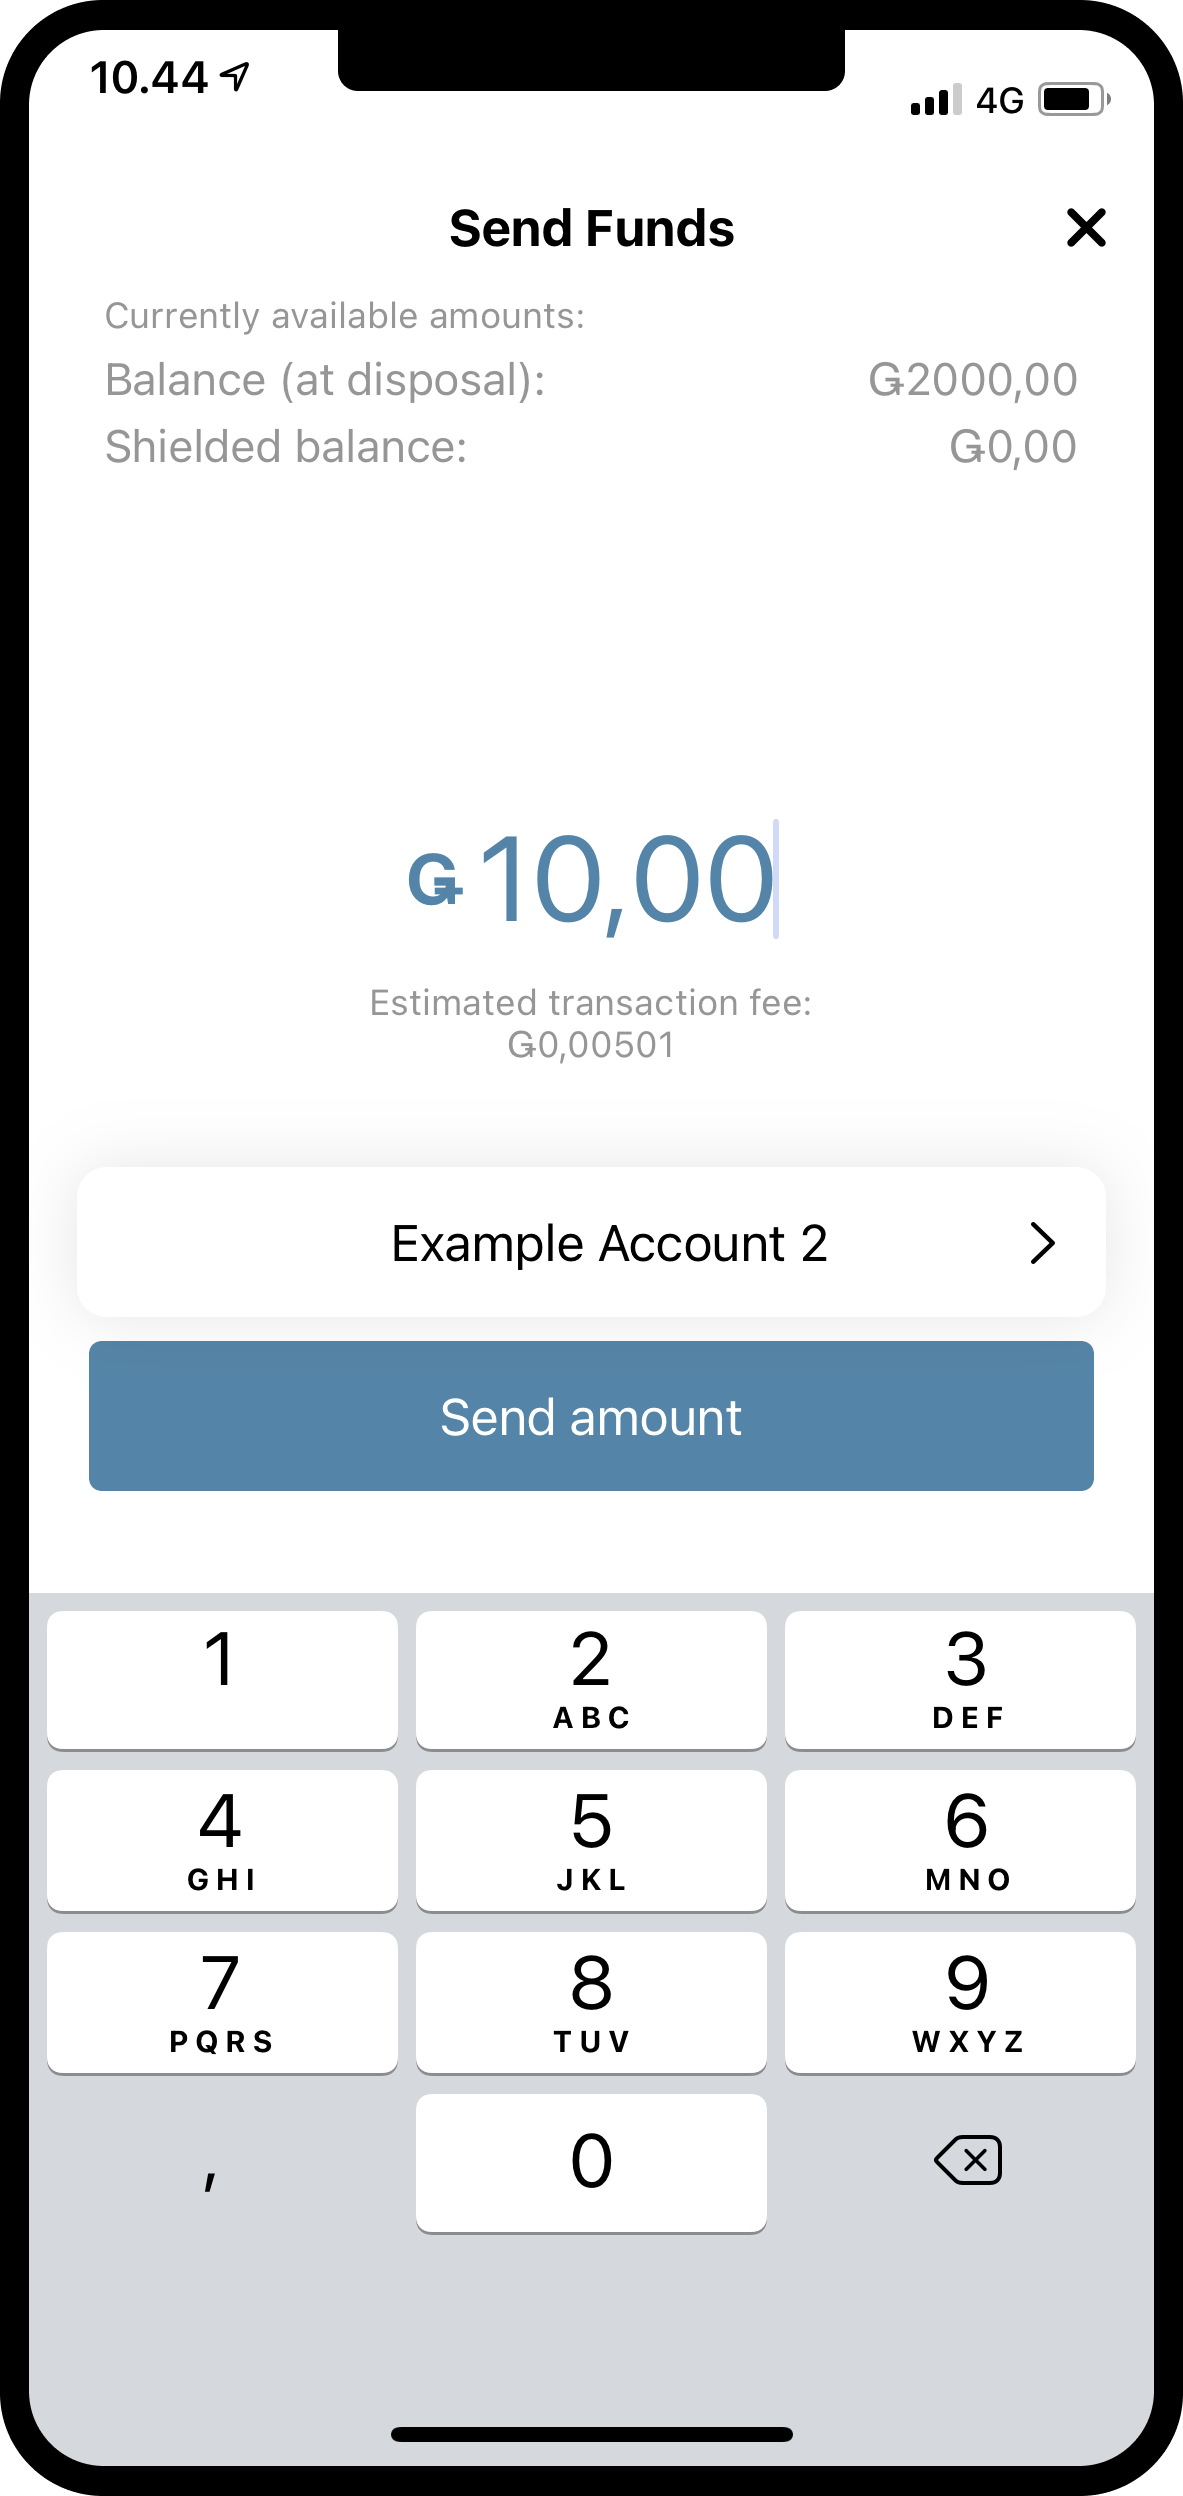 10.44
4G
Send Funds
Currently available amounts:
Balance (at disposal): Ǥ2000,00
Shielded balance: Ǥ0,00
Ǥ 10,00
Estimated transaction fee:
Ǥ0,00501
Example Account 2
Send amount
1 2 3
ABC DEF
4 5 6
GHI JKL MNO
7 8 9
PQRS TUV WXYZ
, 0